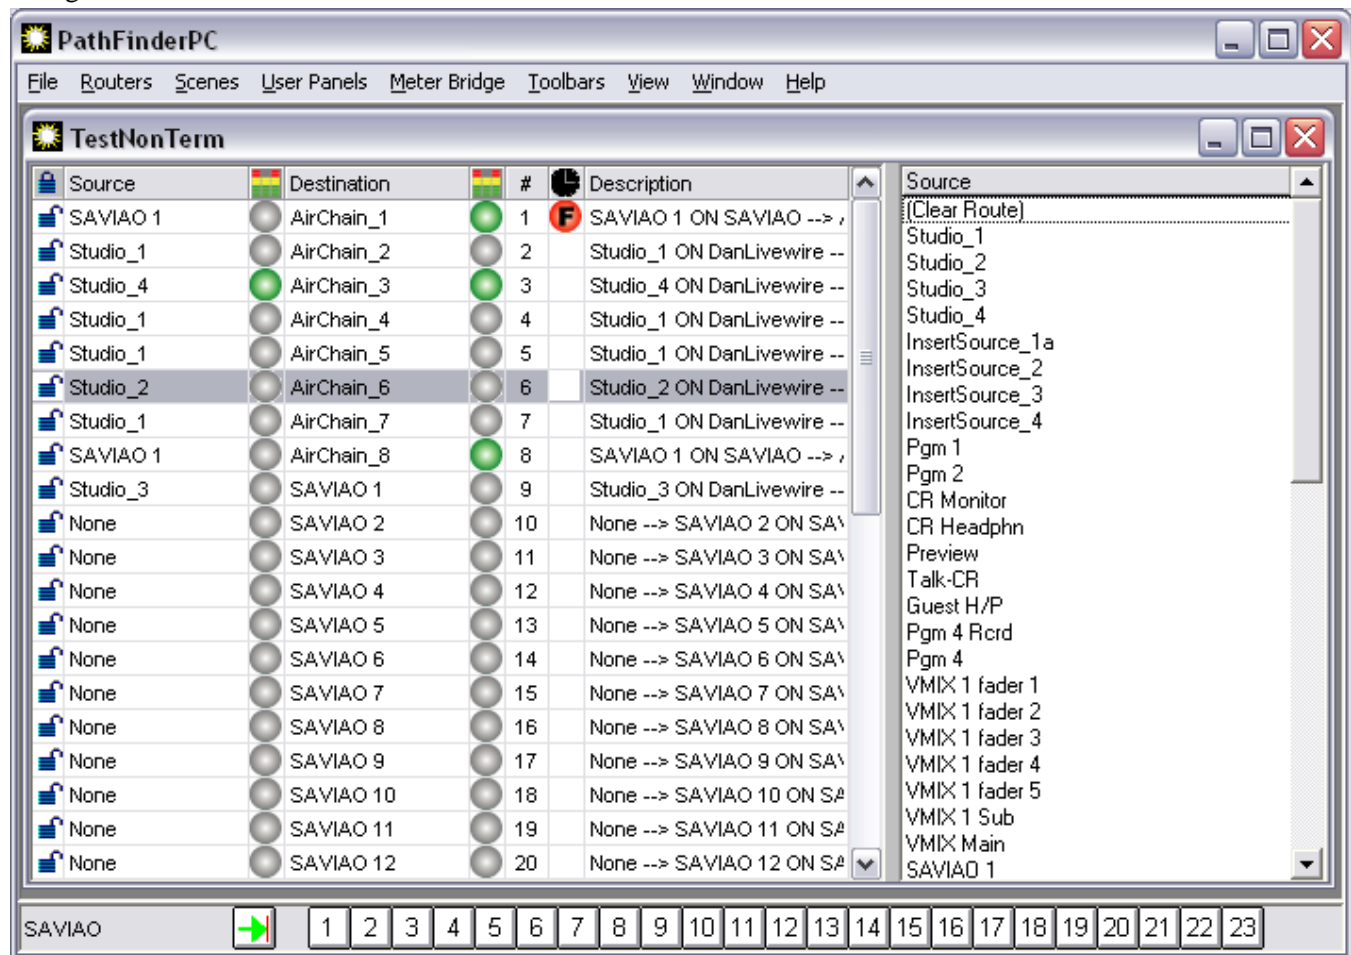 PathFinderPC
File Routers Scenes User Panels Meter Bridge Toolbars View Window Help
TestNonTerm
Source Destination # Description
SAVIAO 1 AirChain_1 1 F SAVIAO 1 ON SAVIAO -->
Studio_1 AirChain_2 2 Studio_1 ON DanLivewire --
Studio_4 AirChain_3 3 Studio_4 ON DanLivewire --
Studio_1 AirChain_4 4 Studio_1 ON DanLivewire --
Studio_1 AirChain_5 5 Studio_1 ON DanLivewire --
Studio_2 AirChain_6 6 Studio_2 ON DanLivewire --
Studio_1 AirChain_7 7 Studio_1 ON DanLivewire --
SAVIAO 1 AirChain_8 8 SAVIAO 1 ON SAVIAO -->
Studio_3 SAVIAO 1 9 Studio_3 ON DanLivewire --
None SAVIAO 2 10 None --> SAVIAO 2 ON SAV
None SAVIAO 3 11 None --> SAVIAO 3 ON SAV
None SAVIAO 4 12 None --> SAVIAO 4 ON SAV
None SAVIAO 5 13 None --> SAVIAO 5 ON SAV
None SAVIAO 6 14 None --> SAVIAO 6 ON SAV
None SAVIAO 7 15 None --> SAVIAO 7 ON SAV
None SAVIAO 8 16 None --> SAVIAO 8 ON SAV
None SAVIAO 9 17 None --> SAVIAO 9 ON SAV
None SAVIAO 10 18 None --> SAVIAO 10 ON SA
None SAVIAO 11 19 None --> SAVIAO 11 ON SA
None SAVIAO 12 20 None --> SAVIAO 12 ON SA
Source
(Clear Route)
Studio_1
Studio_2
Studio_3
Studio_4
InsertSource_1a
InsertSource_2
InsertSource_3
InsertSource_4
Pgm 1
Pgm 2
CR Monitor
CR Headphn
Preview
Talk-CR
Guest H/P
Pgm 4 Rcrd
Pgm 4
VMIX 1 fader 1
VMIX 1 fader 2
VMIX 1 fader 3
VMIX 1 fader 4
VMIX 1 fader 5
VMIX 1 Sub
VMIX Main
SAVIAO 1
SAVIAO 1 2 3 4 5 6 7 8 9 10 11 12 13 14 15 16 17 18 19 20 21 22 23